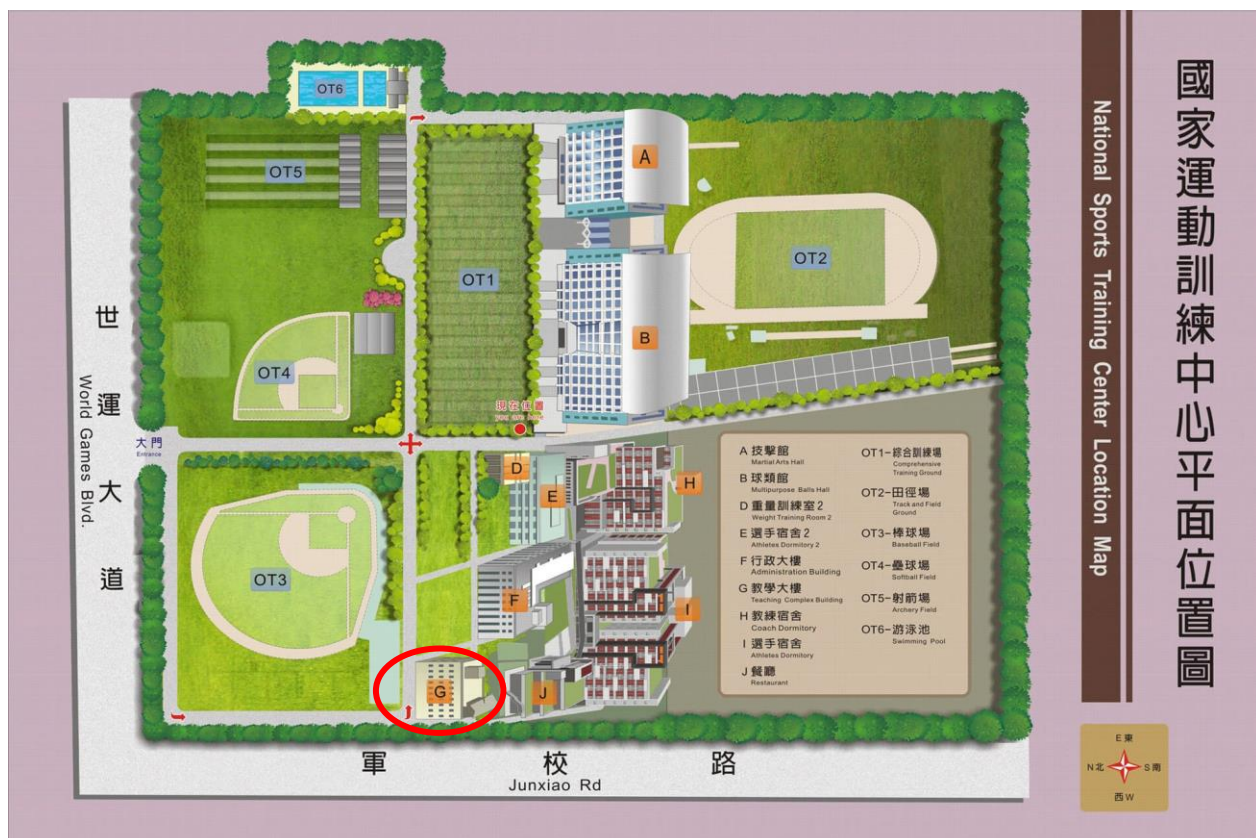 國家運動訓練中心平面位置圖
National Sports Training Center Location Map
OT6
OT5
A
OT1
OT2
B
OT4
現在位置
you are here
世運大道
World Games Blvd.
大門
Entrance
D
E
H
OT3
F
I
G
J
A 技擊館
Martial Arts Hall
B 球類館
Multipurpose Balls Hall
D 重量訓練室2
Weight Training Room 2
E 選手宿舍2
Athletes Dormitory 2
F 行政大樓
Administration Building
G 教學大樓
Teaching Complex Building
H 教練宿舍
Coach Dormitory
I 選手宿舍
Athletes Dormitory
J 餐廳
Restaurant
OT1-綜合訓練場
Comprehensive
Training Ground
OT2-田徑場
Track and Field
Ground
OT3-棒球場
Baseball Field
OT4-壘球場
Softball Field
OT5-射箭場
Archery Field
OT6-游泳池
Swimming Pool
軍校路
Junxiao Rd
E 東
N 北
S 南
西 W